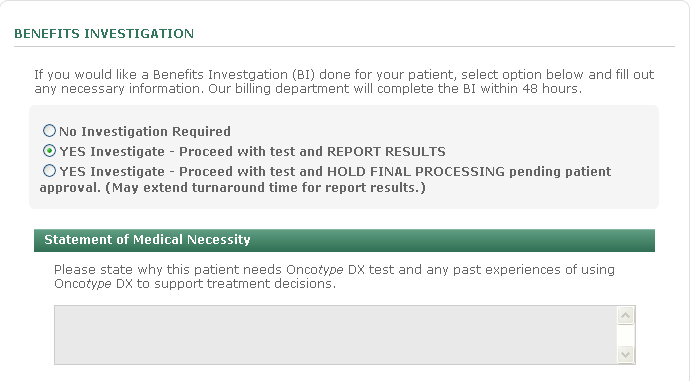 BENEFITS INVESTIGATION
If you would like a Benefits Investgation (BI) done for your patient, select option below and fill out
any necessary information. Our billing department will complete the BI within 48 hours.
No Investigation Required
YES Investigate - Proceed with test and REPORT RESULTS
YES Investigate - Proceed with test and HOLD FINAL PROCESSING pending patient
approval. (May extend turnaround time for report results.)
Statement of Medical Necessity
Please state why this patient needs Oncotype DX test and any past experiences of using
Oncotype DX to support treatment decisions.